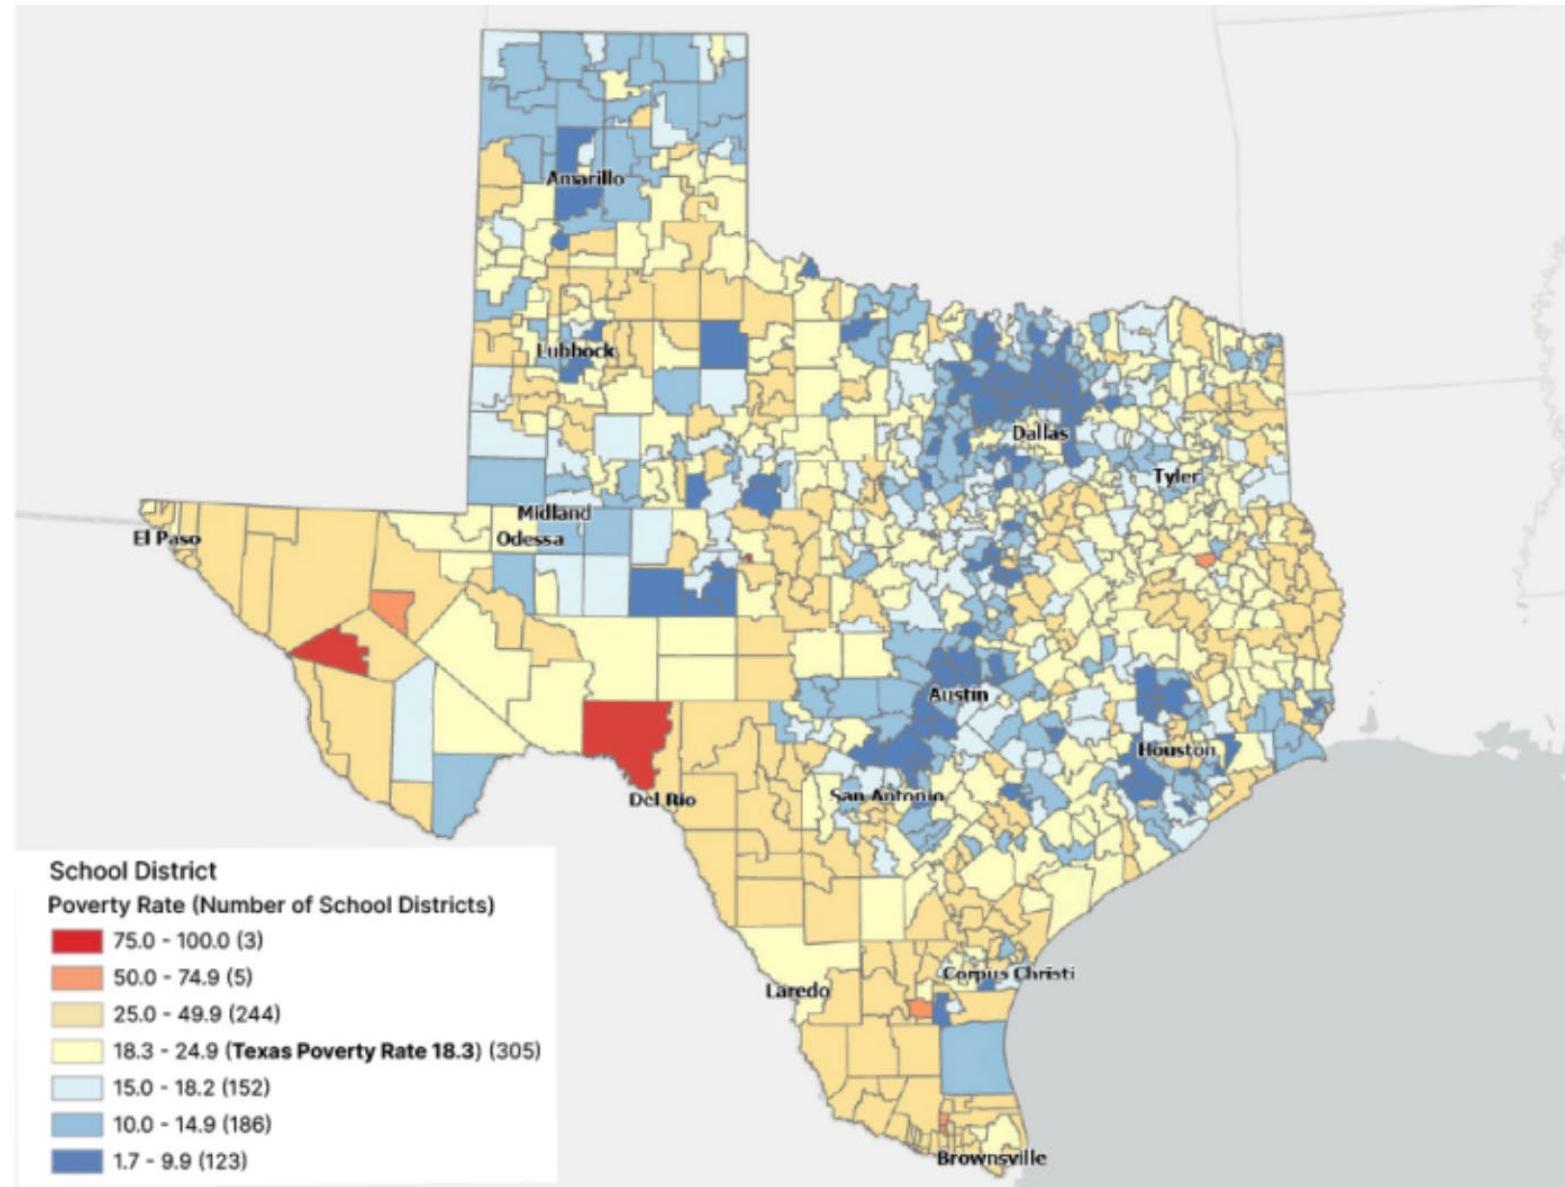 Amarillo
Lubbock
Dallas
Tyler
Midland
Odessa
El Paso
Austin
Houston
San Antonio
Del Rio
Corpus Christi
Laredo
Brownsville
School District
Poverty Rate (Number of School Districts)
75.0 - 100.0 (3)
50.0 - 74.9 (5)
25.0 - 49.9 (244)
18.3 - 24.9 (Texas Poverty Rate 18.3) (305)
15.0 - 18.2 (152)
10.0 - 14.9 (186)
1.7 - 9.9 (123)